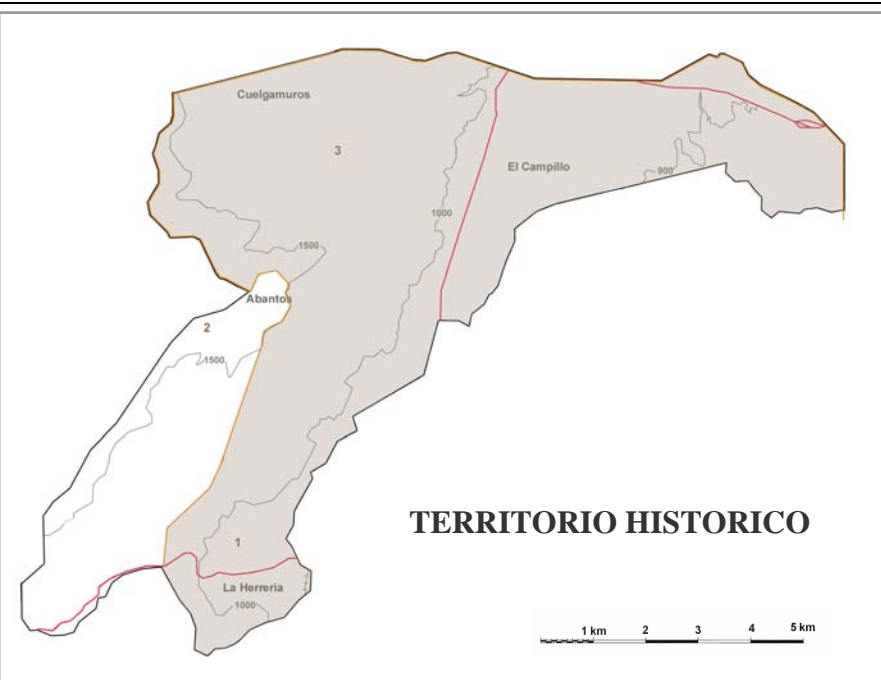 Cuelgamuros
3
El Campillo
900
1000
1500
Abantos
2
1500
TERRITORIO HISTORICO
1
La Herreria
1000
1 km 2 3 4 5 km